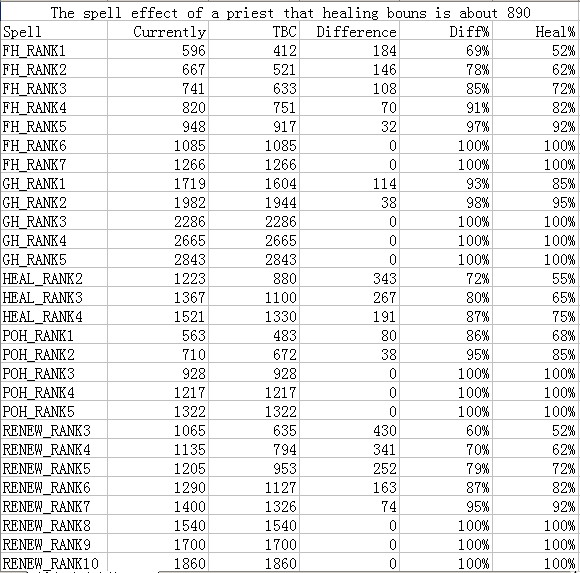 The spell effect of a priest that healing bouns is about 890
Spell Currently TBC Difference Diff% Heal%
FH_RANK1 596 412 184 69% 52%
FH_RANK2 667 521 146 78% 62%
FH_RANK3 741 633 108 85% 72%
FH_RANK4 820 751 70 91% 82%
FH_RANK5 948 917 32 97% 92%
FH_RANK6 1085 1085 0 100% 100%
FH_RANK7 1266 1266 0 100% 100%
GH_RANK1 1719 1604 114 93% 85%
GH_RANK2 1982 1944 38 98% 95%
GH_RANK3 2286 2286 0 100% 100%
GH_RANK4 2665 2665 0 100% 100%
GH_RANK5 2843 2843 0 100% 100%
HEAL_RANK2 1223 880 343 72% 55%
HEAL_RANK3 1367 1100 267 80% 65%
HEAL_RANK4 1521 1330 191 87% 75%
POH_RANK1 563 483 80 86% 68%
POH_RANK2 710 672 38 95% 85%
POH_RANK3 928 928 0 100% 100%
POH_RANK4 1217 1217 0 100% 100%
POH_RANK5 1322 1322 0 100% 100%
RENEW_RANK3 1065 635 430 60% 52%
RENEW_RANK4 1135 794 341 70% 62%
RENEW_RANK5 1205 953 252 79% 72%
RENEW_RANK6 1290 1127 163 87% 82%
RENEW_RANK7 1400 1326 74 95% 92%
RENEW_RANK8 1540 1540 0 100% 100%
RENEW_RANK9 1700 1700 0 100% 100%
RENEW_RANK10 1860 1860 0 100% 100%